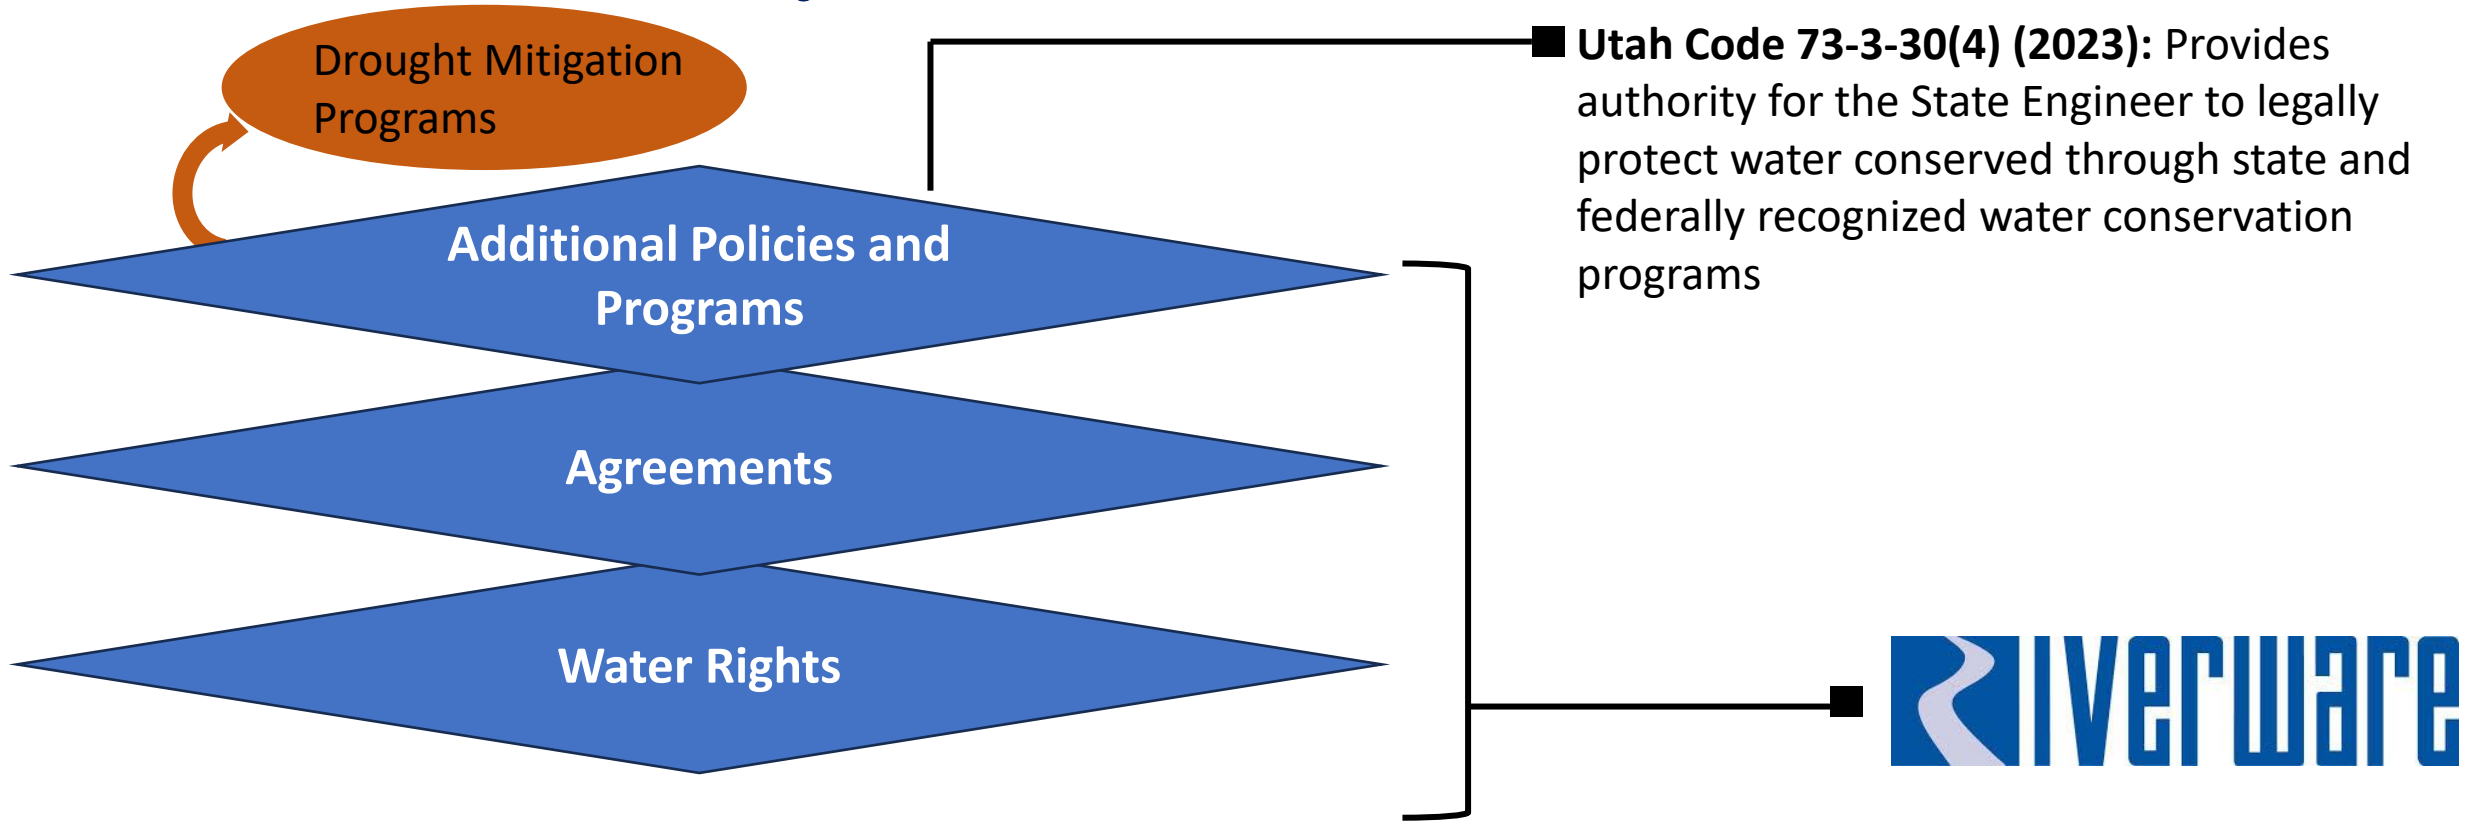 Drought Mitigation
Programs
Utah Code 73-3-30(4) (2023): Provides
authority for the State Engineer to legally
protect water conserved through state and
federally recognized water conservation
programs
Additional Policies and
Programs
Agreements
Water Rights
Riverware